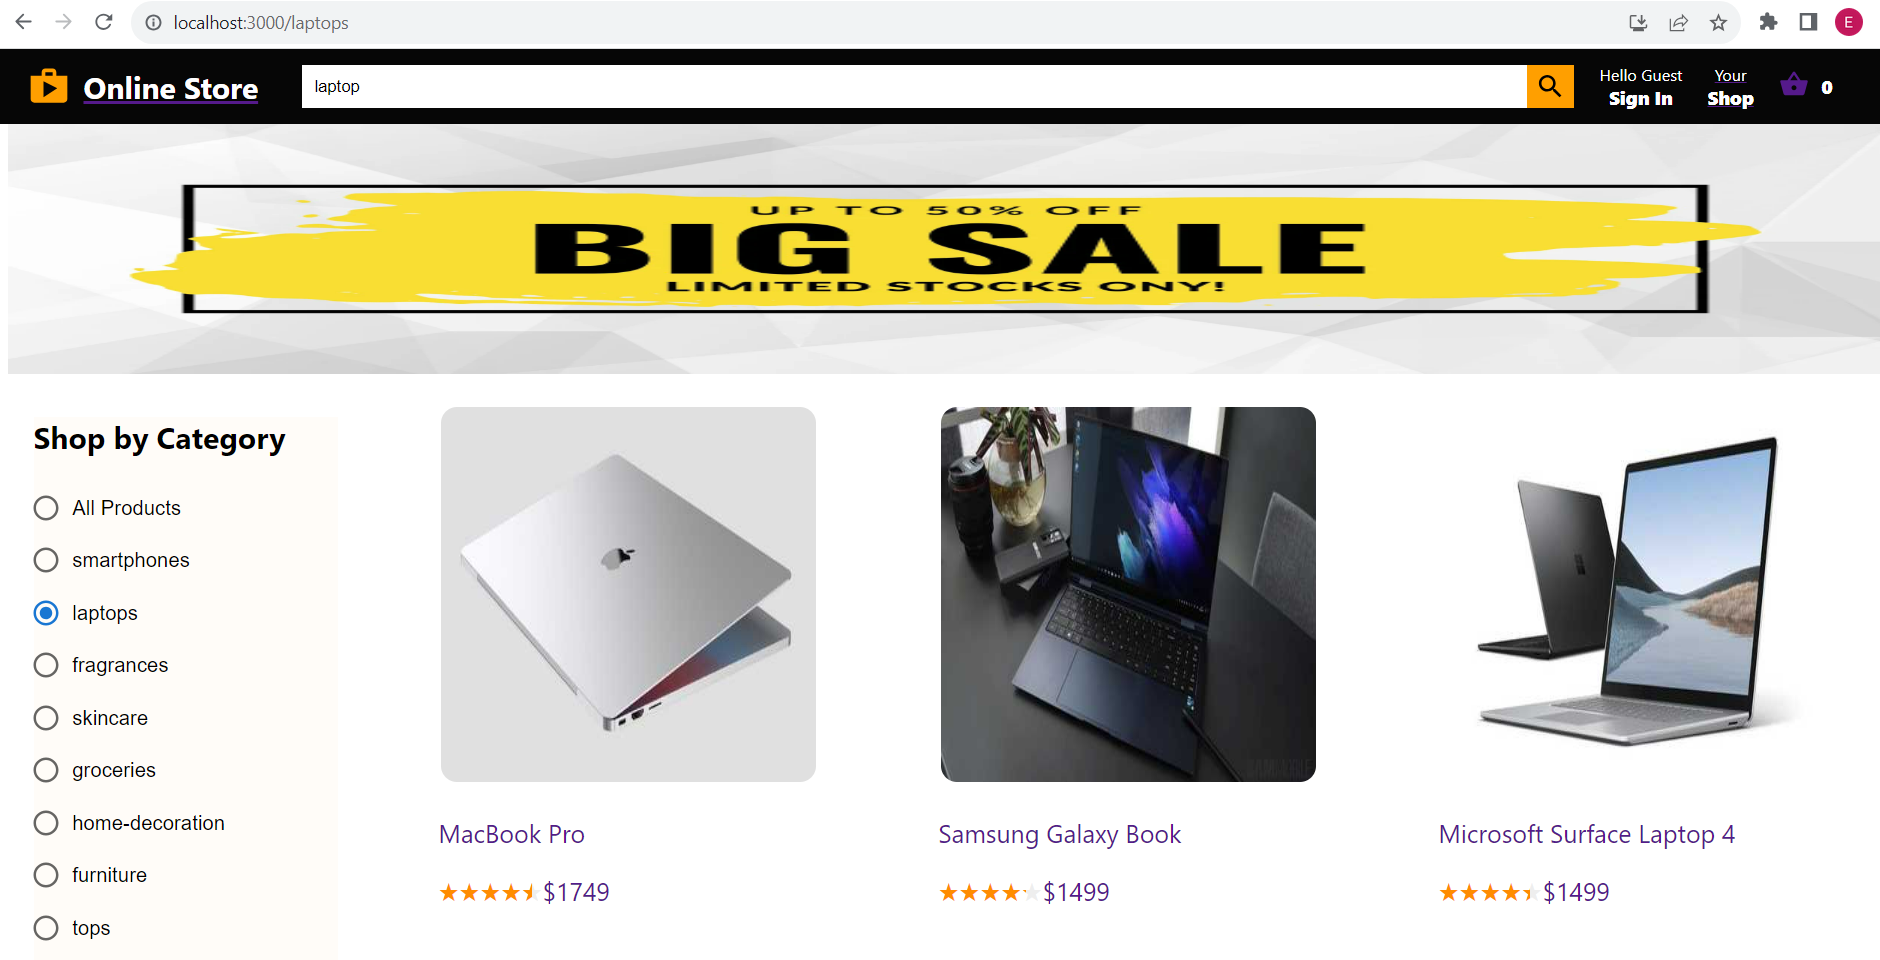 localhost:3000/laptops
E
Online Store
laptop
Hello Guest
Sign In
Your
Shop
0
UP TO 50% OFF
BIG SALE
LIMITED STOCKS ONY!
Shop by Category
All Products
smartphones
laptops
fragrances
skincare
groceries
home-decoration
furniture
tops
MacBook Pro
$1749
Samsung Galaxy Book
$1499
Microsoft Surface Laptop 4
$1499